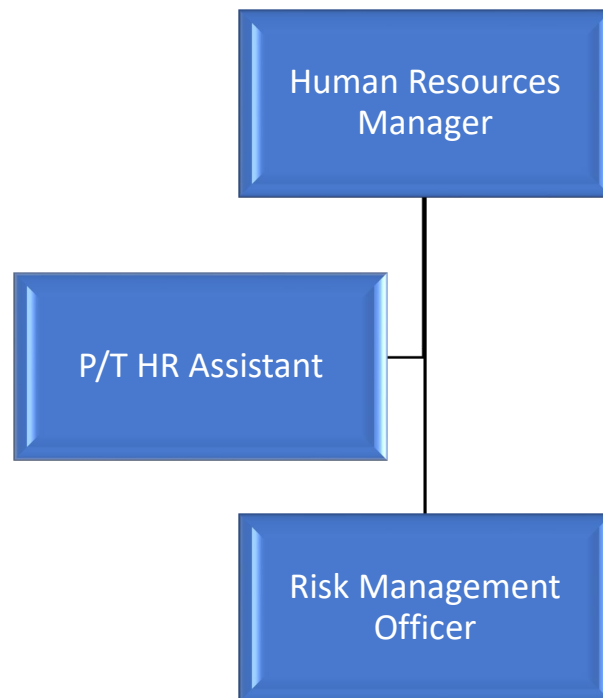 Human Resources
Manager
P/T HR Assistant
Risk Management
Officer